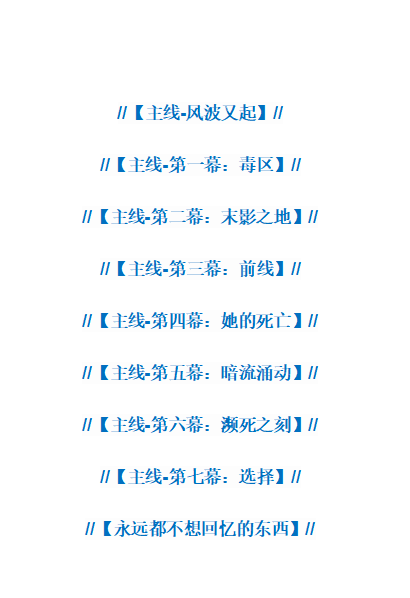 //【主线-风波又起】//
//【主线-第一幕：毒区】//
//【主线-第二幕：末影之地】//
//【主线-第三幕：前线】//
//【主线-第四幕：她的死亡】//
//【主线-第五幕：暗流涌动】//
//【主线-第六幕：濒死之刻】//
//【主线-第七幕：选择】//
//【永远都不想回忆的东西】//